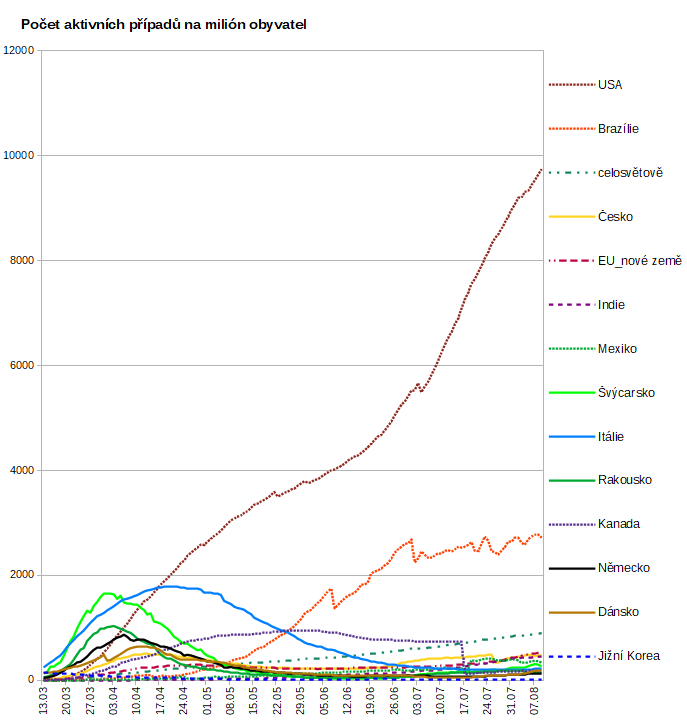 Počet aktivních případů na milión obyvatel
12000
10000
8000
6000
4000
2000
0
13.03
20.03
27.03
03.04
10.04
17.04
24.04
01.05
08.05
15.05
22.05
29.05
05.06
12.06
19.06
26.06
03.07
10.07
17.07
24.07
31.07
07.08
USA
Brazílie
celosvětově
Česko
EU_nové země
Indie
Mexiko
Švýcarsko
Itálie
Rakousko
Kanada
Německo
Dánsko
Jižní Korea